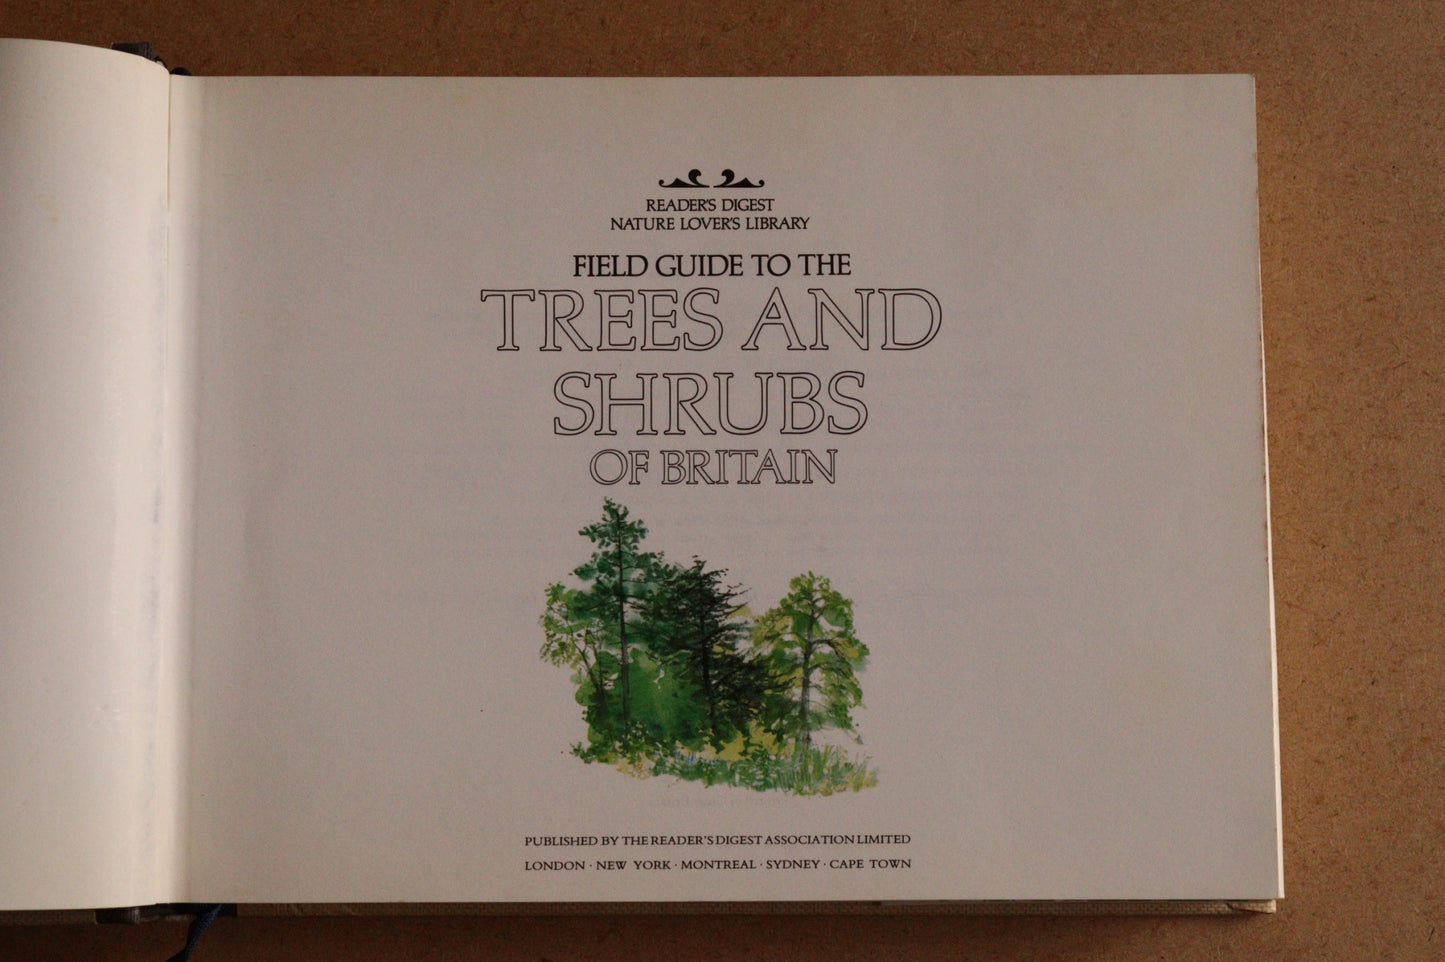 READER'S DIGEST
NATURE LOVER'S LIBRARY
FIELD GUIDE TO THE
TREES AND
SHRUBS
OF BRITAIN
PUBLISHED BY THE READER'S DIGEST ASSOCIATION LIMITED
LONDON · NEW YORK · MONTREAL · SYDNEY · CAPE TOWN